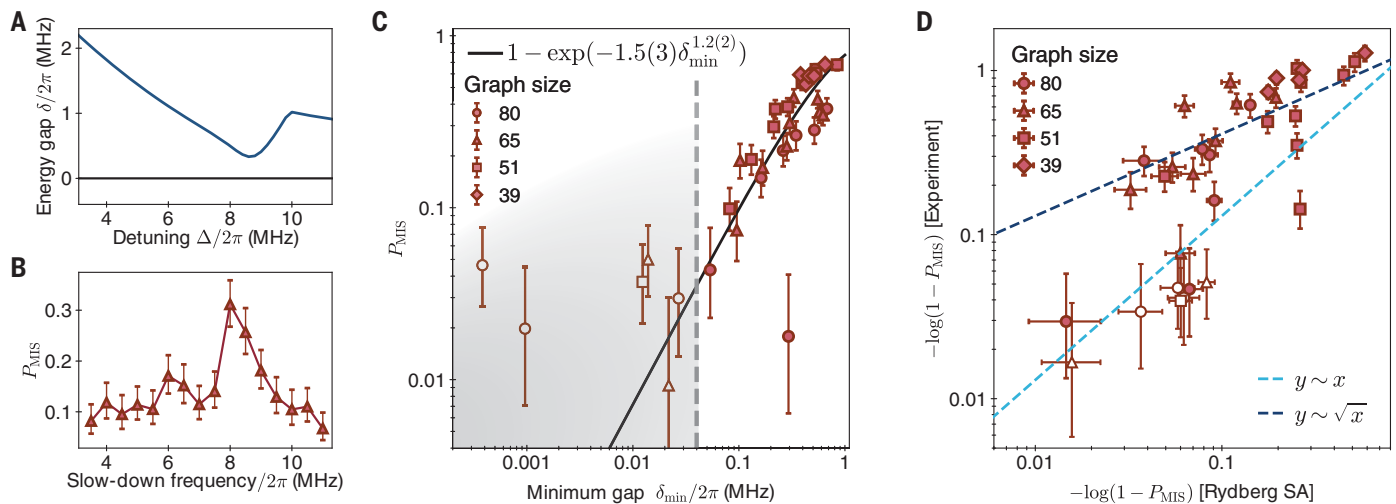 A
Energy gap δ/2π (MHz)
2
1
0
4 6 8 10
Detuning Δ/2π (MHz)
B
P_MIS
0.3
0.2
0.1
4 6 8 10
Slow-down frequency/2π (MHz)
C
1 − exp(−1.5(3)δ_min^1.2(2))
Graph size
80
65
51
39
P_MIS
1
0.1
0.01
0.001 0.01 0.1 1
Minimum gap δ_min/2π (MHz)
D
Graph size
80
65
51
39
−log(1 − P_MIS) [Experiment]
1
0.1
0.01
y ∼ x
y ∼ √x
0.01 0.1 1
−log(1 − P_MIS) [Rydberg SA]